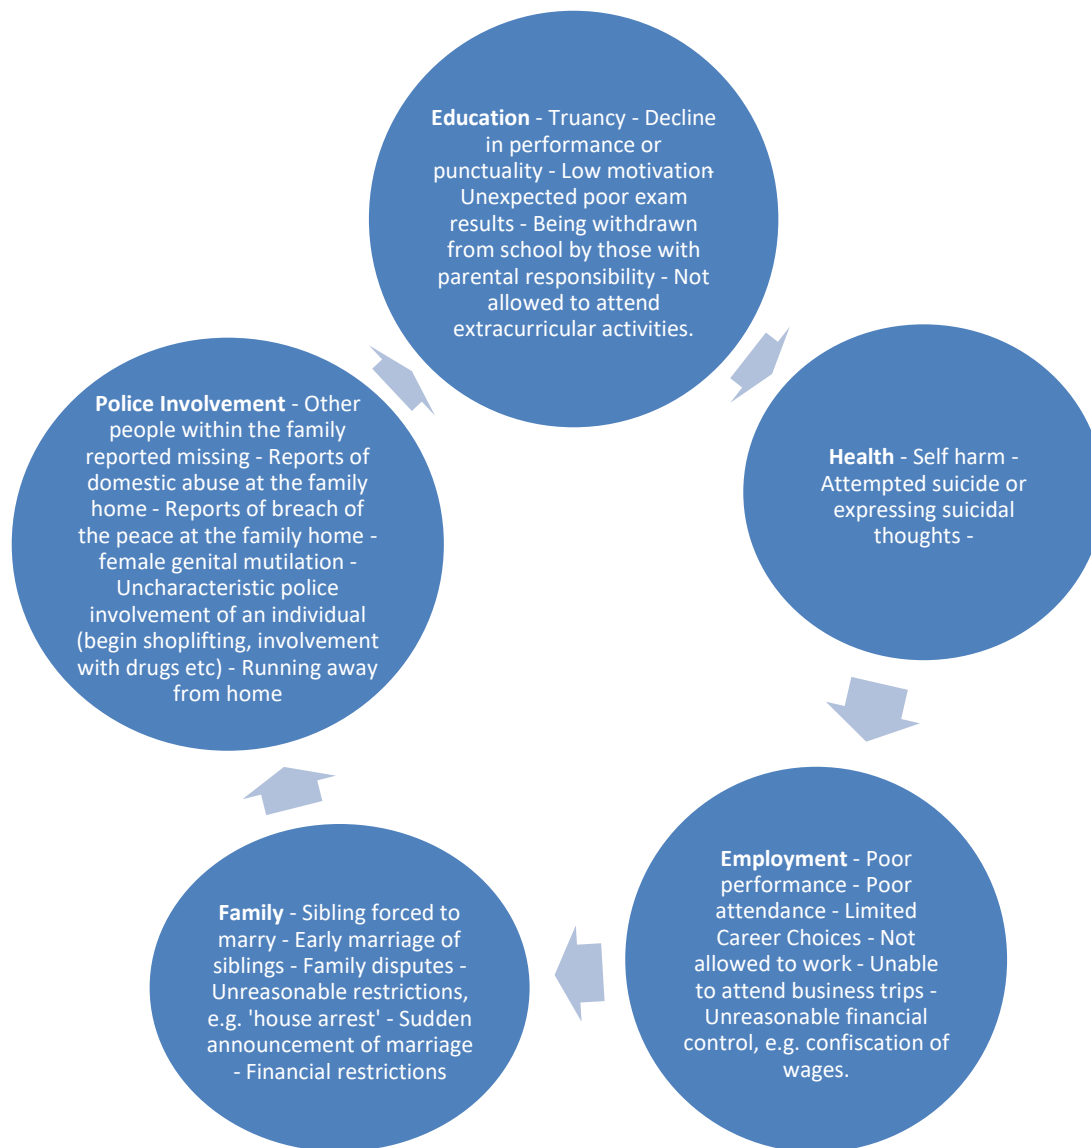 Education - Truancy - Decline
in performance or
punctuality - Low motivation-
Unexpected poor exam
results - Being withdrawn
from school by those with
parental responsibility - Not
allowed to attend
extracurricular activities.
Health - Self harm -
Attempted suicide or
expressing suicidal
thoughts -
Employment - Poor
performance - Poor
attendance - Limited
Career Choices - Not
allowed to work - Unable
to attend business trips -
Unreasonable financial
control, e.g. confiscation of
wages.
Family - Sibling forced to
marry - Early marriage of
siblings - Family disputes -
Unreasonable restrictions,
e.g. 'house arrest' - Sudden
announcement of marriage
- Financial restrictions
Police Involvement - Other
people within the family
reported missing - Reports of
domestic abuse at the family
home - Reports of breach of
the peace at the family home -
female genital mutilation -
Uncharacteristic police
involvement of an individual
(begin shoplifting, involvement
with drugs etc) - Running away
from home